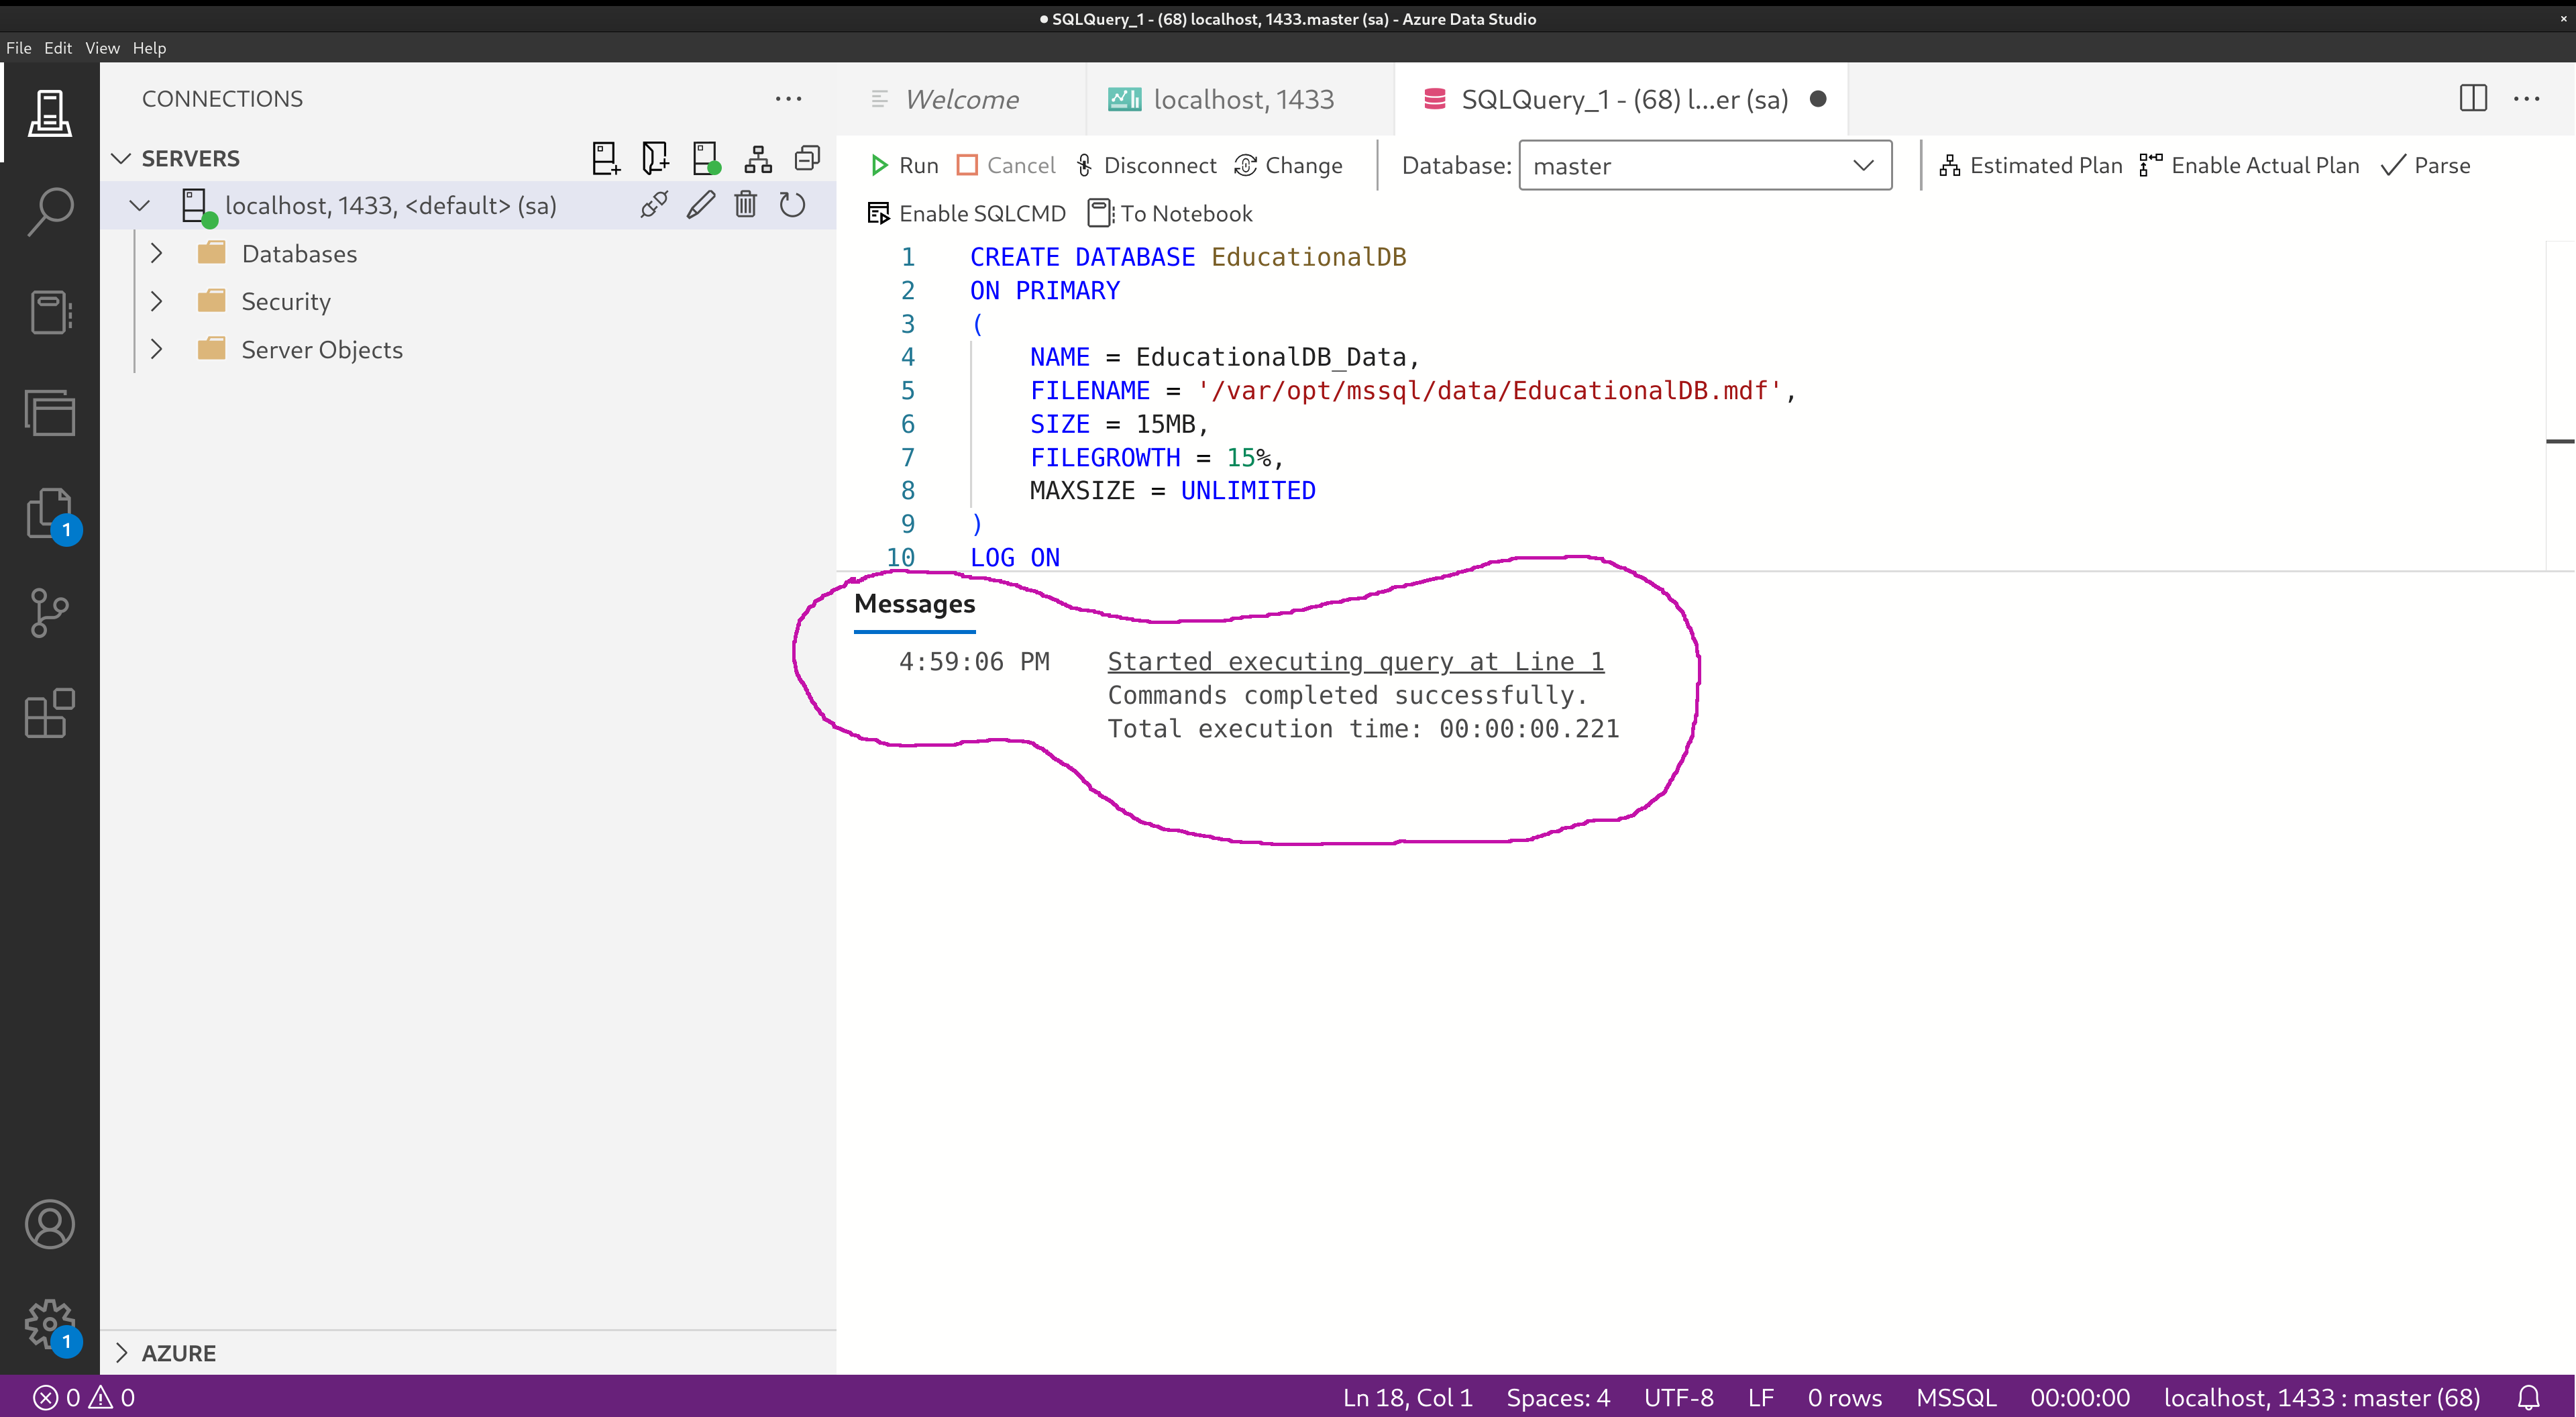 SQLQuery_1 - (68) localhost, 1433.master (sa) - Azure Data Studio
File Edit View Help
CONNECTIONS
SERVERS
localhost, 1433, <default> (sa)
Databases
Security
Server Objects
AZURE
Welcome
localhost, 1433
SQLQuery_1 - (68) l...er (sa)
Run Cancel Disconnect Change Database: master Estimated Plan Enable Actual Plan Parse
Enable SQLCMD To Notebook
1 CREATE DATABASE EducationalDB
2 ON PRIMARY
3 (
4 NAME = EducationalDB_Data,
5 FILENAME = '/var/opt/mssql/data/EducationalDB.mdf',
6 SIZE = 15MB,
7 FILEGROWTH = 15%,
8 MAXSIZE = UNLIMITED
9 )
10 LOG ON
Messages
4:59:06 PM Started executing query at Line 1
Commands completed successfully.
Total execution time: 00:00:00.221
1
1
0 0 Ln 18, Col 1 Spaces: 4 UTF-8 LF 0 rows MSSQL 00:00:00 localhost, 1433 : master (68)